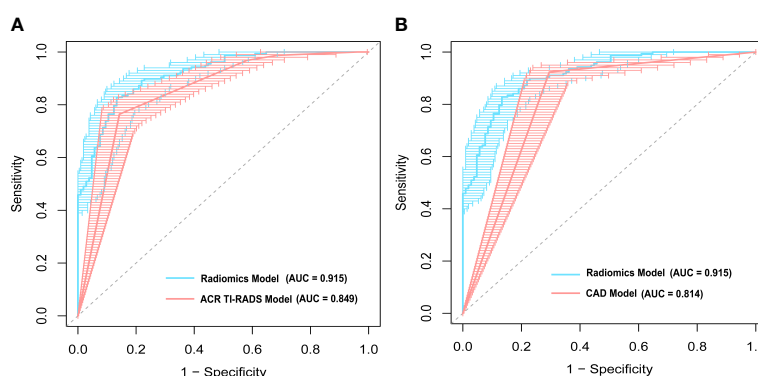 A
1.0
0.8
0.6
0.4
0.2
0.0
Sensitivity
Radiomics Model (AUC = 0.915)
ACR TI-RADS Model (AUC = 0.849)
0.0 0.2 0.4 0.6 0.8 1.0
1 − Specificity
B
1.0
0.8
0.6
0.4
0.2
0.0
Sensitivity
Radiomics Model (AUC = 0.915)
CAD Model (AUC = 0.814)
0.0 0.2 0.4 0.6 0.8 1.
1 − Specificity